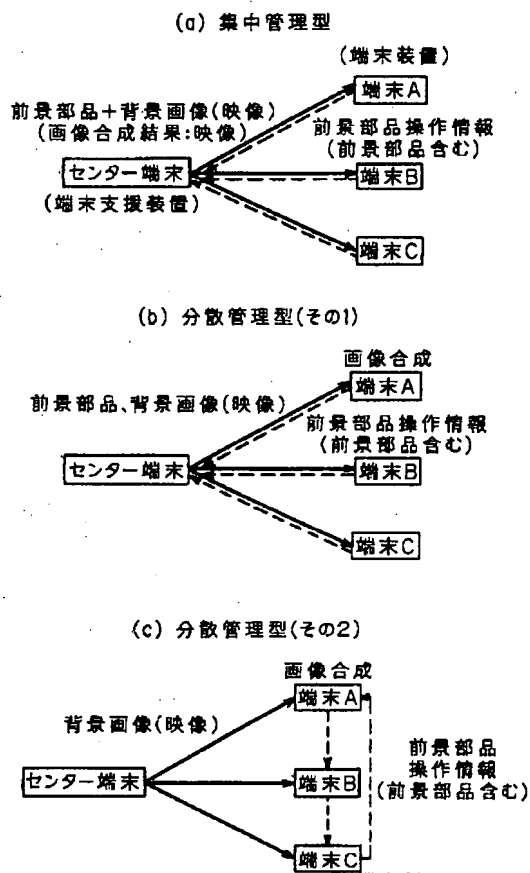 (a) 集中管理型
(端末装置)
端末A
前景部品+背景画像(映像)
(画像合成結果:映像)
前景部品操作情報
(前景部品含む)
センター端末
端末B
(端末支援装置)
端末C
(b) 分散管理型(その1)
画像合成
端末A
前景部品、背景画像(映像)
前景部品操作情報
(前景部品含む)
センター端末
端末B
端末C
(c) 分散管理型(その2)
画像合成
端末A
背景画像(映像)
前景部品
操作情報
(前景部品含む)
センター端末
端末B
端末C